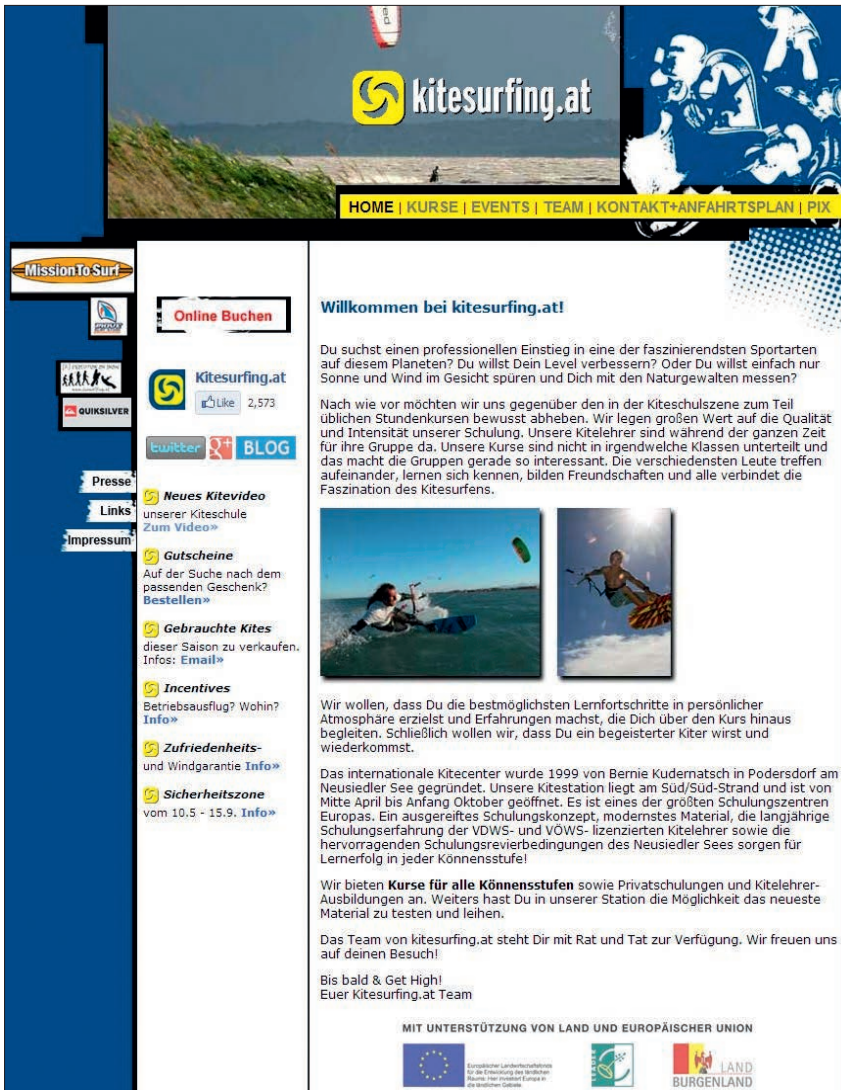 kitesurfing.at
HOME | KURSE | EVENTS | TEAM | KONTAKT+ANFAHRTSPLAN | PIX
MissionToSurf
QUIKSILVER
Presse
Links
Impressum
Online Buchen
Kitesurfing.at
Like 2,573
twitter g+ BLOG
Neues Kitevideo
unserer Kiteschule
Zum Video»
Gutscheine
Auf der Suche nach dem
passenden Geschenk?
Bestellen»
Gebrauchte Kites
dieser Saison zu verkaufen.
Infos: Email»
Incentives
Betriebsausflug? Wohin?
Info»
Zufriedenheits-
und Windgarantie Info»
Sicherheitszone
vom 10.5 - 15.9. Info»
Willkommen bei kitesurfing.at!
Du suchst einen professionellen Einstieg in eine der faszinierendsten Sportarten
auf diesem Planeten? Du willst Dein Level verbessern? Oder Du willst einfach nur
Sonne und Wind im Gesicht spüren und Dich mit den Naturgewalten messen?
Nach wie vor möchten wir uns gegenüber den in der Kiteschulszene zum Teil
üblichen Stundenkursen bewusst abheben. Wir legen großen Wert auf die Qualität
und Intensität unserer Schulung. Unsere Kitelehrer sind während der ganzen Zeit
für ihre Gruppe da. Unsere Kurse sind nicht in irgendwelche Klassen unterteilt und
das macht die Gruppen gerade so interessant. Die verschiedensten Leute treffen
aufeinander, lernen sich kennen, bilden Freundschaften und alle verbindet die
Faszination des Kitesurfens.
Wir wollen, dass Du die bestmöglichsten Lernfortschritte in persönlicher
Atmosphäre erzielst und Erfahrungen machst, die Dich über den Kurs hinaus
begleiten. Schließlich wollen wir, dass Du ein begeisterter Kiter wirst und
wiederkommst.
Das internationale Kitecenter wurde 1999 von Bernie Kudernatsch in Podersdorf am
Neusiedler See gegründet. Unsere Kitestation liegt am Süd/Süd-Strand und ist von
Mitte April bis Anfang Oktober geöffnet. Es ist eines der größten Schulungszentren
Europas. Ein ausgereiftes Schulungskonzept, modernstes Material, die langjährige
Schulungserfahrung der VDWS- und VÖWS- lizenzierten Kitelehrer sowie die
hervorragenden Schulungsrevierbedingungen des Neusiedler Sees sorgen für
Lernerfolg in jeder Könnensstufe!
Wir bieten Kurse für alle Könnensstufen sowie Privatschulungen und Kitelehrer-
Ausbildungen an. Weiters hast Du in unserer Station die Möglichkeit das neueste
Material zu testen und leihen.
Das Team von kitesurfing.at steht Dir mit Rat und Tat zur Verfügung. Wir freuen uns
auf deinen Besuch!
Bis bald & Get High!
Euer Kitesurfing.at Team
MIT UNTERSTÜTZUNG VON LAND UND EUROPÄISCHER UNION
Europäischer Landwirtschaftsfonds
für die Entwicklung des ländlichen
Raums: Hier investiert Europa in
die ländlichen Gebiete.
LAND
BURGENLAND